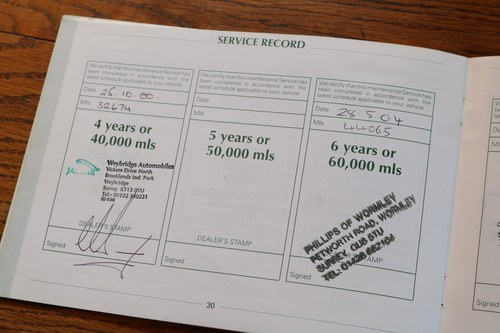 SERVICE RECORD
We certify that this maintenance Service has
been completed in accordance with the
latest schedule applicable to your vehicle.
Date 25.10.00
Mls 32674
4 years or
40,000 mls
Weybridge Automobiles
Vickers Drive North
Brooklands Ind: Park
Weybridge
Surrey KT13 0YU
DEALER'S STAMP
Signed
We certify that this maintenance Service has
been completed in accordance with the
latest schedule applicable to your vehicle.
Date
Mls
5 years or
50,000 mls
DEALER'S STAMP
Signed
We certify that this maintenance Service has
been completed in accordance with the
latest schedule applicable to your vehicle.
Date 28.5.04
Mls 44065
6 years or
60,000 mls
PHILLIPS OF WORMLEY
PETWORTH ROAD, WORMLEY
SURREY, GU8 5TU
STAMP
Signed
30
Signed